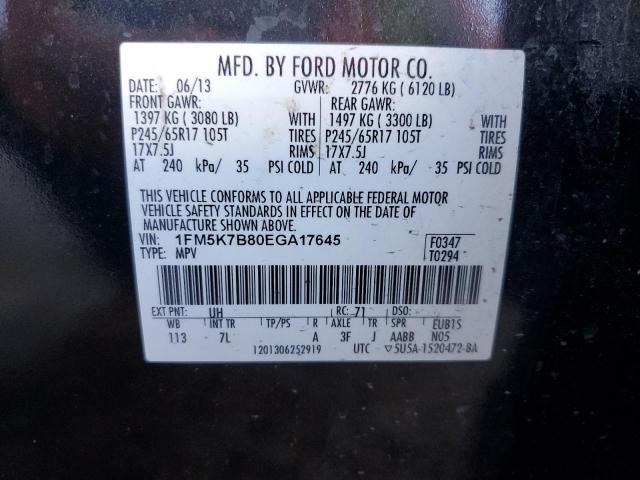 MFD. BY FORD MOTOR CO.
DATE: 06/13 GVWR: 2776 KG ( 6120 LB)
FRONT GAWR: REAR GAWR:
1397 KG ( 3080 LB) WITH 1497 KG ( 3300 LB) WITH
P245/65R17 105T TIRES P245/65R17 105T TIRES
17X7.5J RIMS 17X7.5J RIMS
AT 240 kPa/ 35 PSI COLD AT 240 kPa/ 35 PSI COLD
THIS VEHICLE CONFORMS TO ALL APPLICABLE FEDERAL MOTOR
VEHICLE SAFETY STANDARDS IN EFFECT ON THE DATE OF
MANUFACTURE SHOWN ABOVE.
VIN: 1FM5K7B80EGA17645 F0347
TYPE: MPV T0294
EXT PNT: UH RC: 71 DSO:
WB INT TR TP/PS R AXLE TR SPR EUB1S
113 7L A 3F J AABB N05
1201306252919 UTC ▽5U5A-1520472-BA